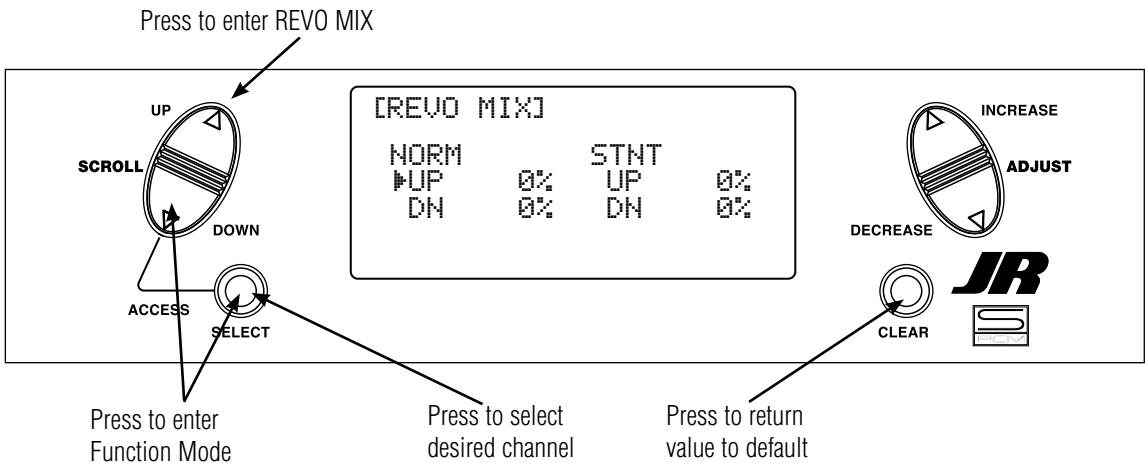 Press to enter REVO MIX
UP
SCROLL
DOWN
ACCESS
SELECT
[REVO MIX]
NORM STNT
UP 0% UP 0%
DN 0% DN 0%
INCREASE
ADJUST
DECREASE
CLEAR
JR
S
PCM
Press to enter
Function Mode
Press to select
desired channel
Press to return
value to default